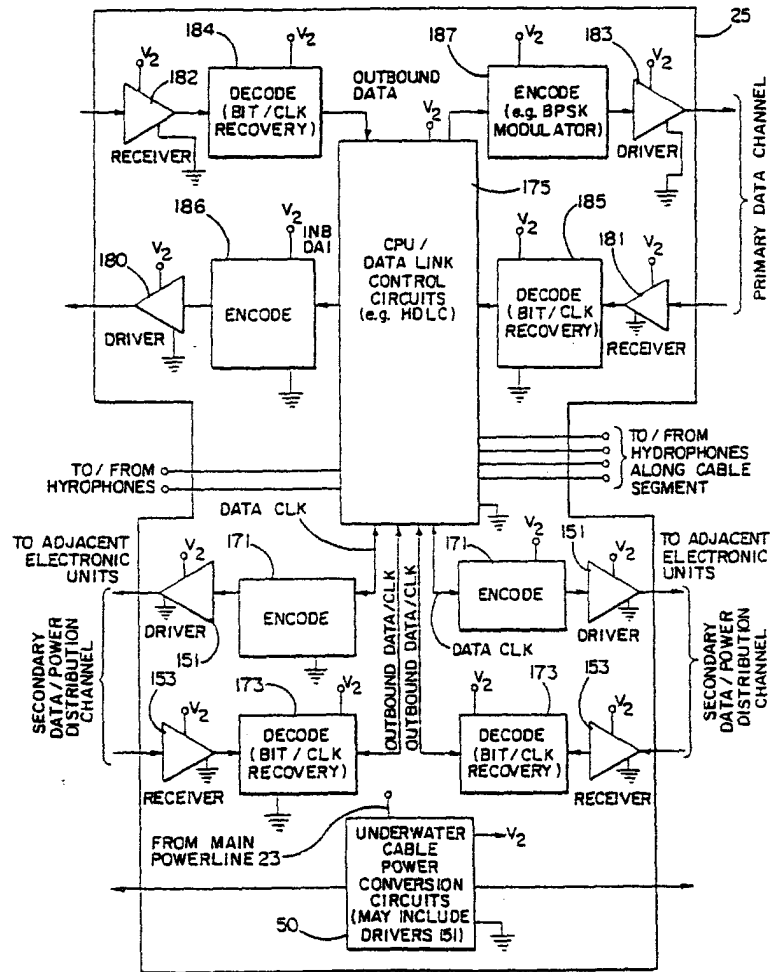 184
V2
187
V2
183
25
V2
182
DECODE
(BIT/CLK
RECOVERY)
OUTBOUND
DATA
V2
ENCODE
(e.g. BPSK
MODULATOR)
V2
RECEIVER
DRIVER
175
186
V2
INB
DAI
CPU/
DATA LINK
CONTROL
CIRCUITS
(e.g. HDLC)
V2
185
181
V2
180
V2
ENCODE
DECODE
(BIT/CLK
RECOVERY)
DRIVER
RECEIVER
PRIMARY DATA CHANNEL
TO/FROM
HYROPHONES
TO/FROM
HYDROPHONES
ALONG CABLE
SEGMENT
DATA CLK
TO ADJACENT
ELECTRONIC
UNITS
V2
171
171
V2
151
V2
TO ADJACENT
ELECTRONIC
UNITS
ENCODE
ENCODE
DRIVER
151
DRIVER
DATA CLK
OUTBOUND DATA/CLK
OUTBOUND DATA/CLK
SECONDARY
DATA/POWER
DISTRIBUTION
CHANNEL
SECONDARY
DATA/POWER
DISTRIBUTION
CHANNEL
153
V2
173
V2
V2
173
153
V2
DECODE
(BIT/CLK
RECOVERY)
DECODE
(BIT/CLK
RECOVERY)
RECEIVER
RECEIVER
FROM MAIN
POWERLINE 23
UNDERWATER
CABLE
POWER
CONVERSION
CIRCUITS
(MAY INCLUDE
DRIVERS 151)
V2
50